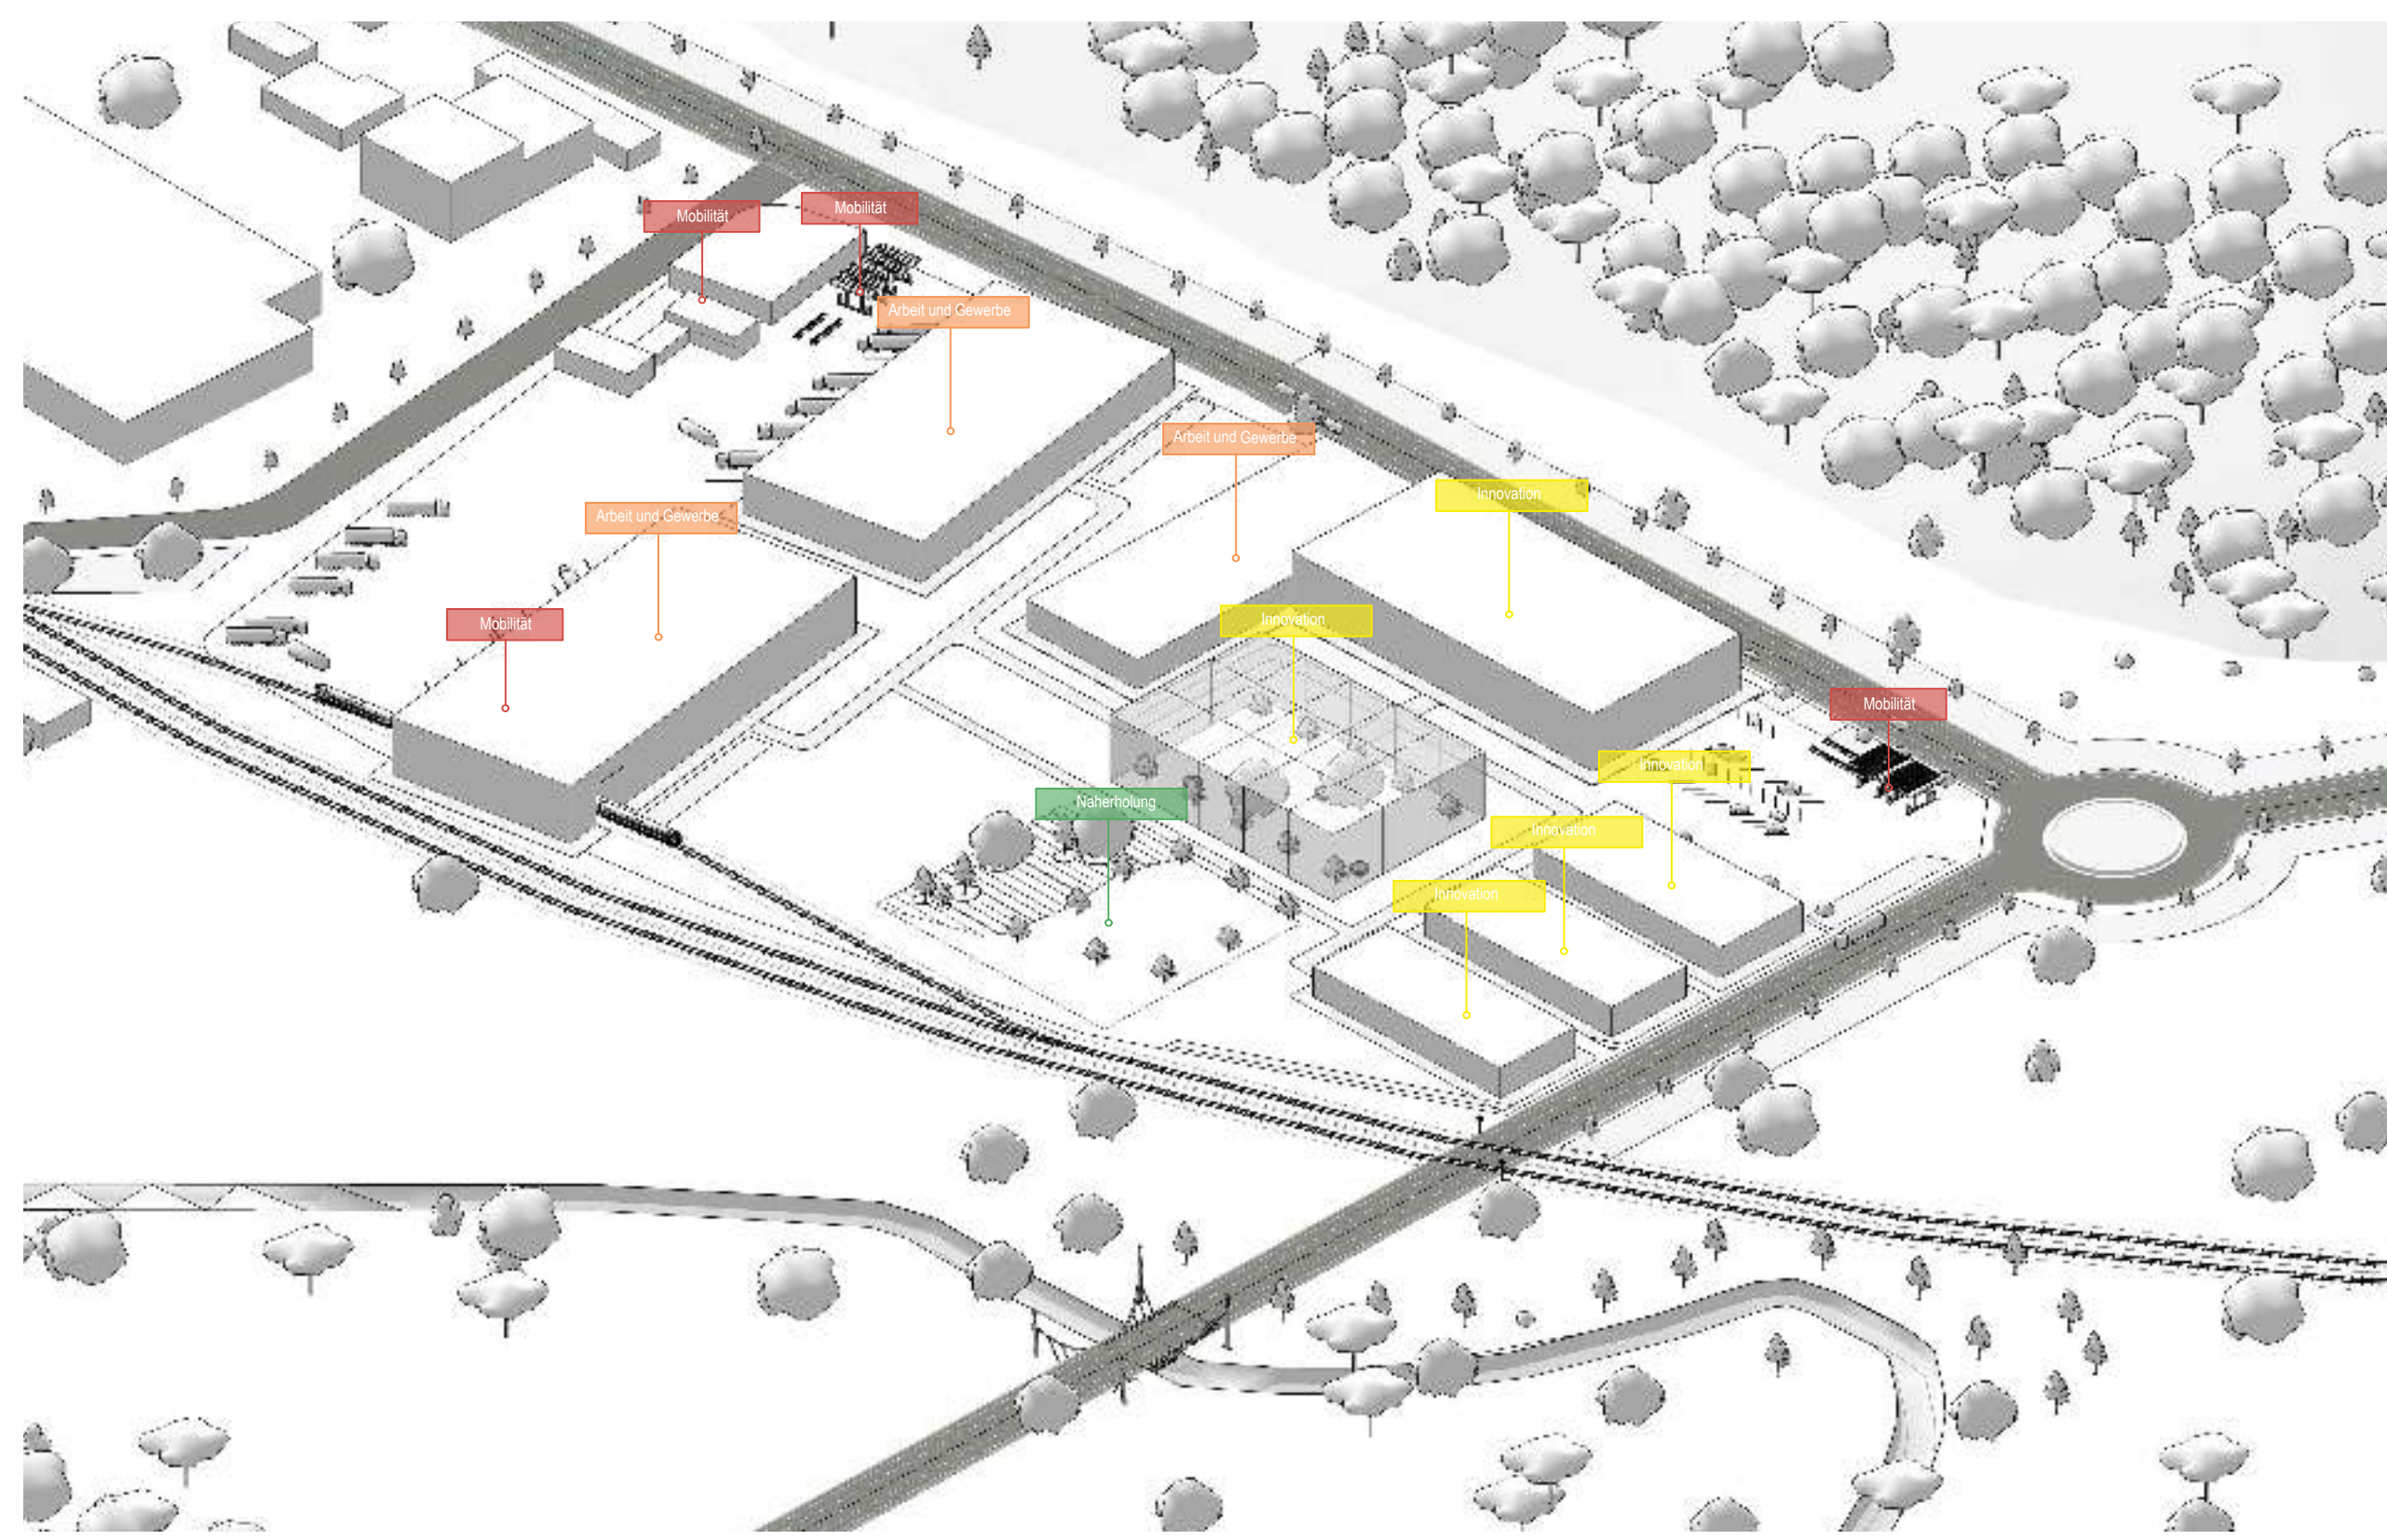 Mobilität
Mobilität
Arbeit und Gewerbe
Arbeit und Gewerbe
Innovation
Arbeit und Gewerbe
Innovation
Mobilität
Mobilität
Innovation
Naherholung
Innovation
Innovation